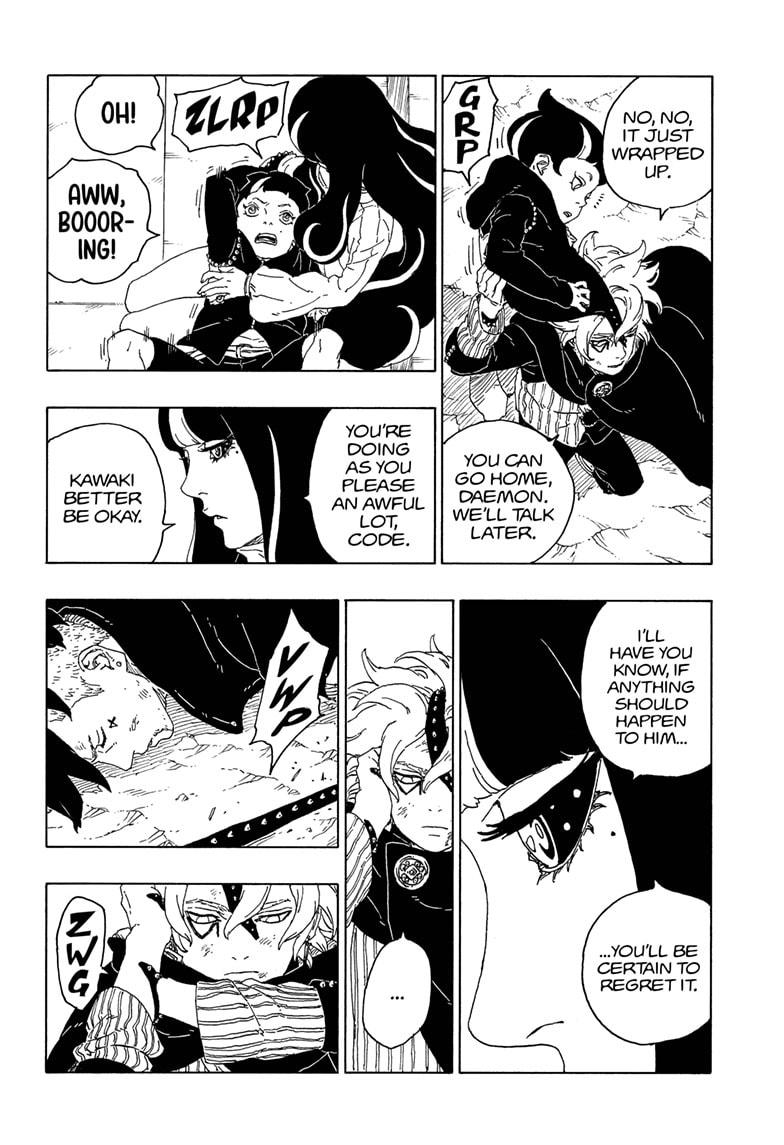 NO, NO,
IT JUST
WRAPPED
UP.
GRP
YOU CAN
GO HOME,
DAEMON.
WE'LL TALK
LATER.
ZLRP
OH!
AWW,
BOOOR-
ING!
YOU'RE
DOING
AS YOU
PLEASE
AN AWFUL
LOT,
CODE.
KAWAKI
BETTER
BE OKAY.
I'LL
HAVE YOU
KNOW, IF
ANYTHING
SHOULD
HAPPEN
TO HIM...
...YOU'LL BE
CERTAIN TO
REGRET IT.
...
VWP
ZWG